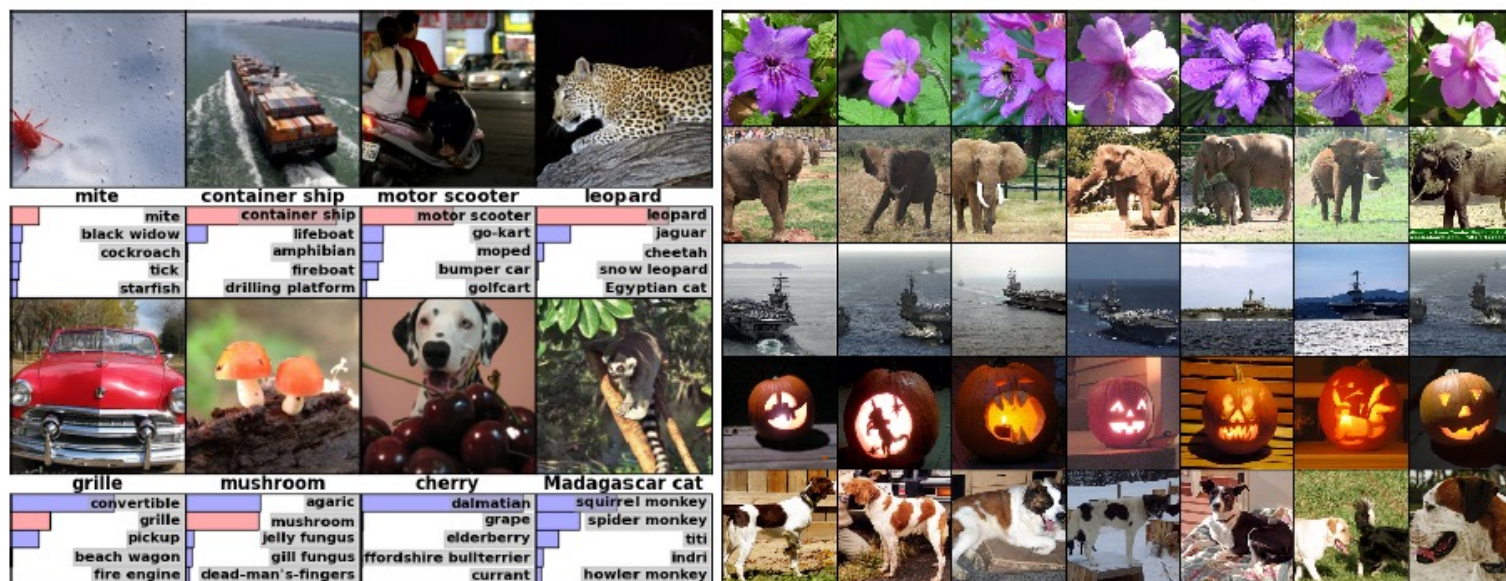 mite
container ship
motor scooter
leopard
mite
black widow
cockroach
tick
starfish
container ship
lifeboat
amphibian
fireboat
drilling platform
motor scooter
go-kart
moped
bumper car
golfcart
leopard
jaguar
cheetah
snow leopard
Egyptian cat
grille
mushroom
cherry
Madagascar cat
convertible
grille
pickup
beach wagon
fire engine
agaric
mushroom
jelly fungus
gill fungus
dead-man's-fingers
dalmatian
grape
elderberry
ffordshire bullterrier
currant
squirrel monkey
spider monkey
titi
indri
howler monkey